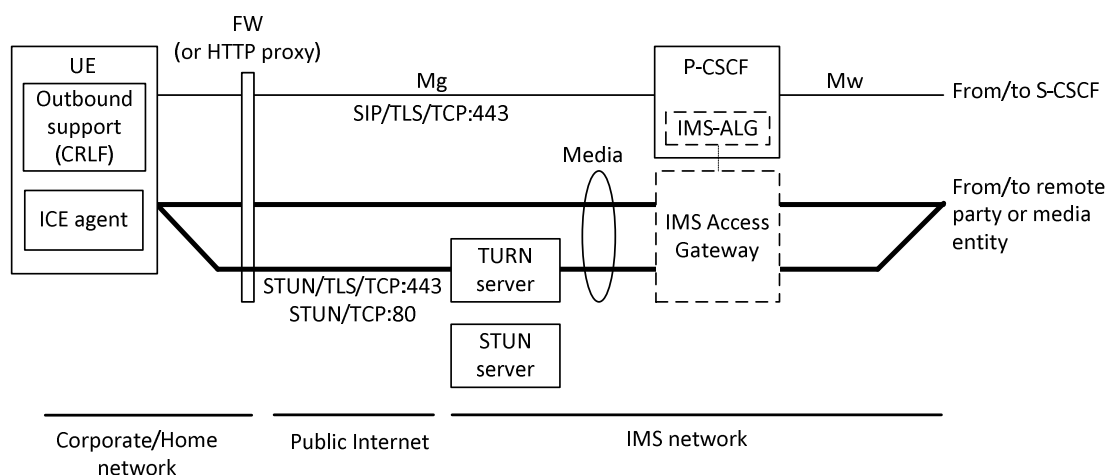 FW
(or HTTP proxy)
UE
Outbound
support
(CRLF)
ICE agent
Mg
SIP/TLS/TCP:443
P-CSCF
IMS-ALG
Mw
From/to S-CSCF
Media
IMS Access
Gateway
From/to remote
party or media
entity
TURN
server
STUN/TLS/TCP:443
STUN/TCP:80
STUN
server
Corporate/Home
network
Public Internet
IMS network